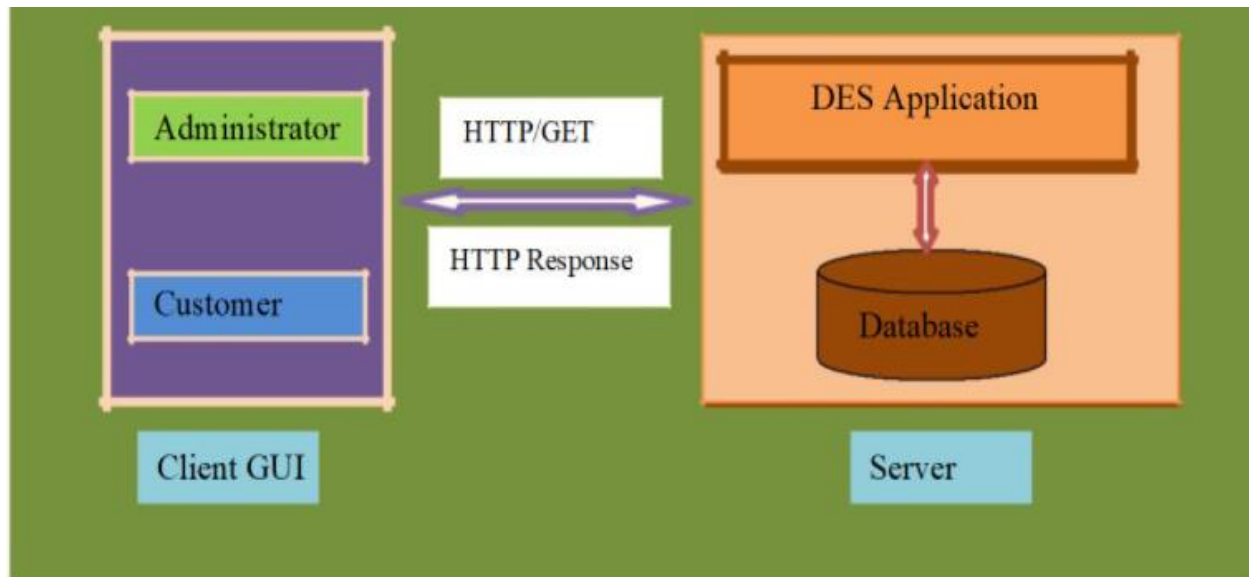 Administrator
Customer
Client GUI
HTTP/GET
HTTP Response
DES Application
Database
Server